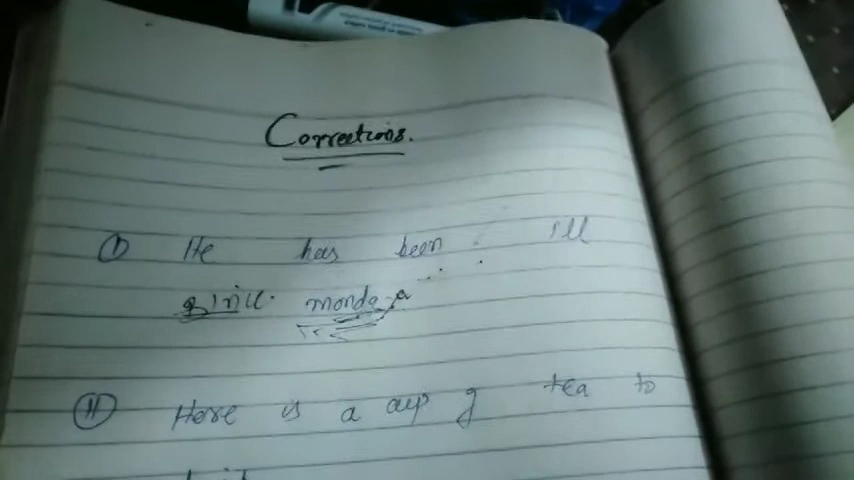 Corrections.
I He has been ill
since monday
II Here is a cup of tea to